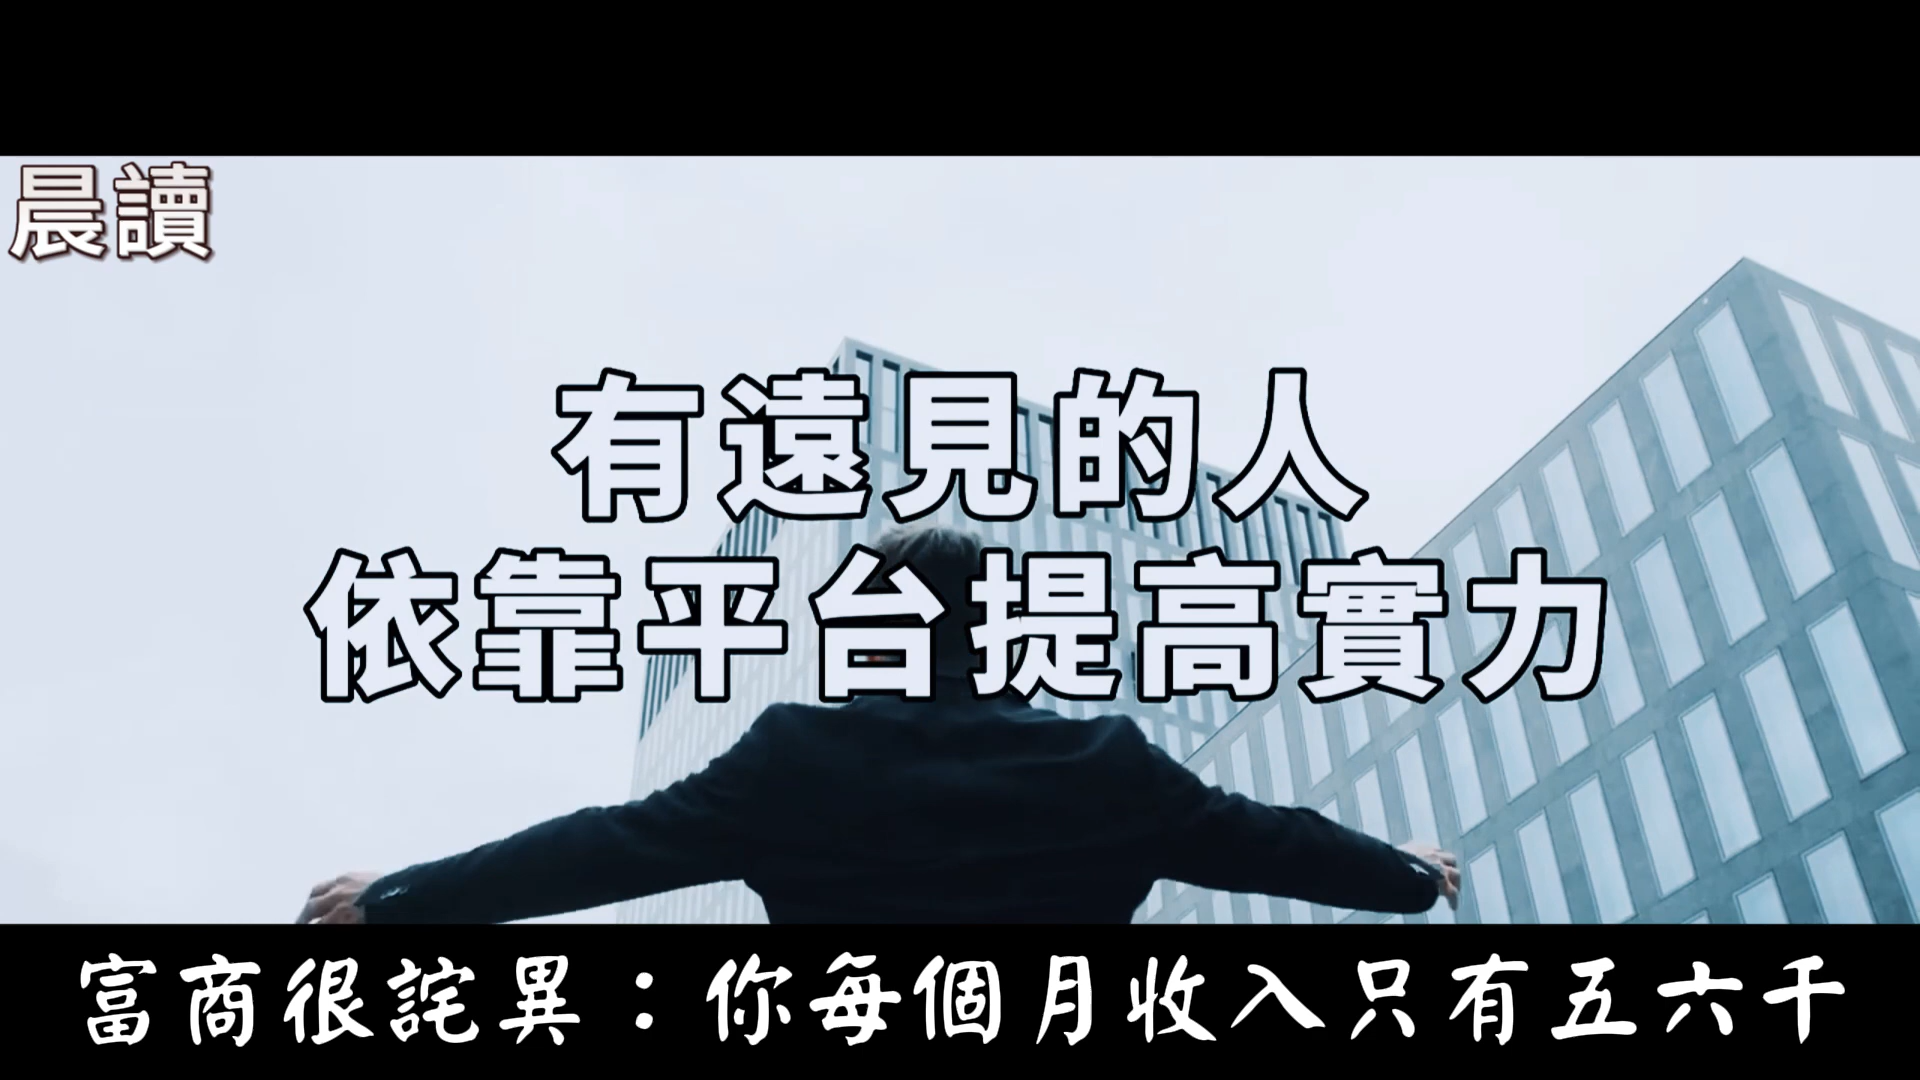 晨讀
有遠見的人
依靠平台提高實力
富商很詫異：你每個月收入只有五六千